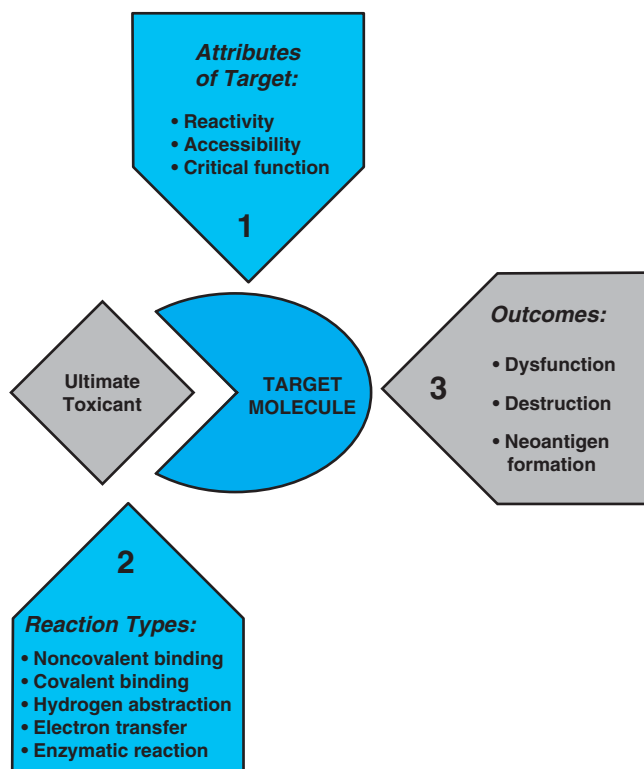 Attributes
of Target:
• Reactivity
• Accessibility
• Critical function
1
Ultimate
Toxicant
TARGET
MOLECULE
3
Outcomes:
• Dysfunction
• Destruction
• Neoantigen
formation
2
Reaction Types:
• Noncovalent binding
• Covalent binding
• Hydrogen abstraction
• Electron transfer
• Enzymatic reaction